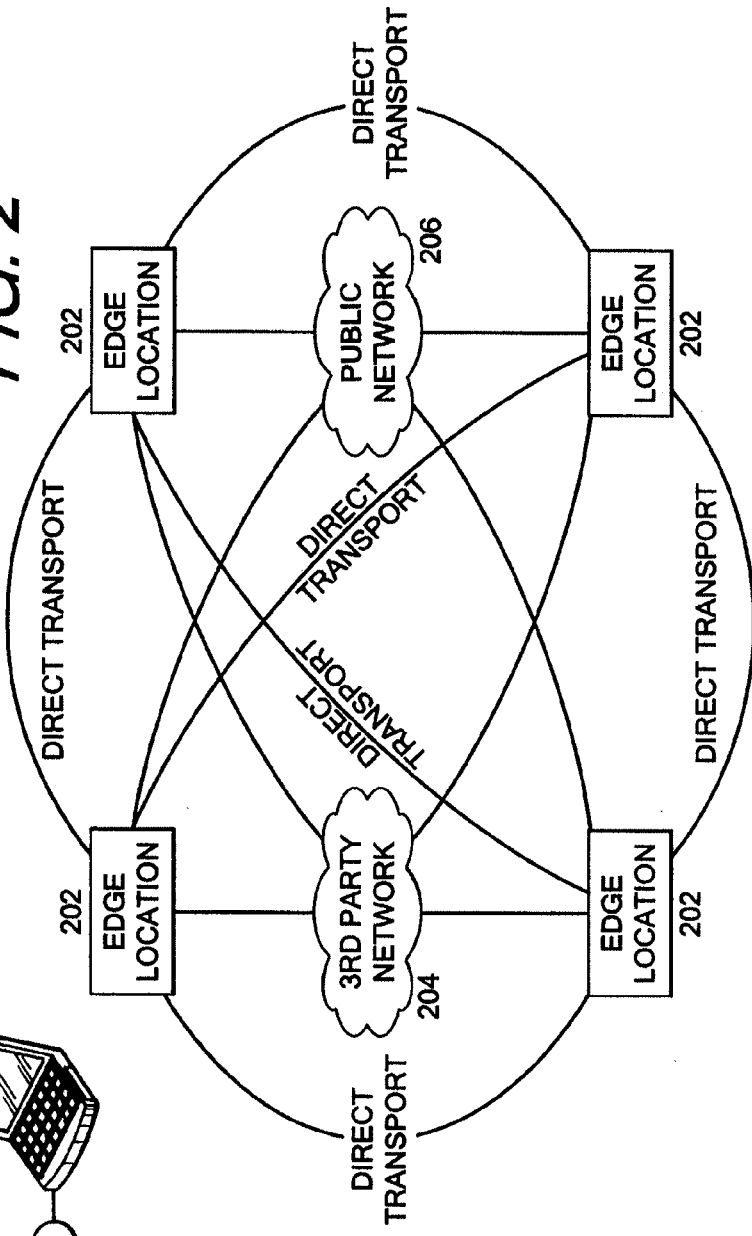 FIG. 2
DIRECT TRANSPORT
202
EDGE
LOCATION
202
EDGE
LOCATION
DIRECT
TRANSPORT
3RD PARTY
NETWORK
204
DIRECT
TRANSPORT
DIRECT
TRANSPORT
PUBLIC
NETWORK
206
DIRECT
TRANSPORT
EDGE
LOCATION
202
EDGE
LOCATION
202
DIRECT TRANSPORT